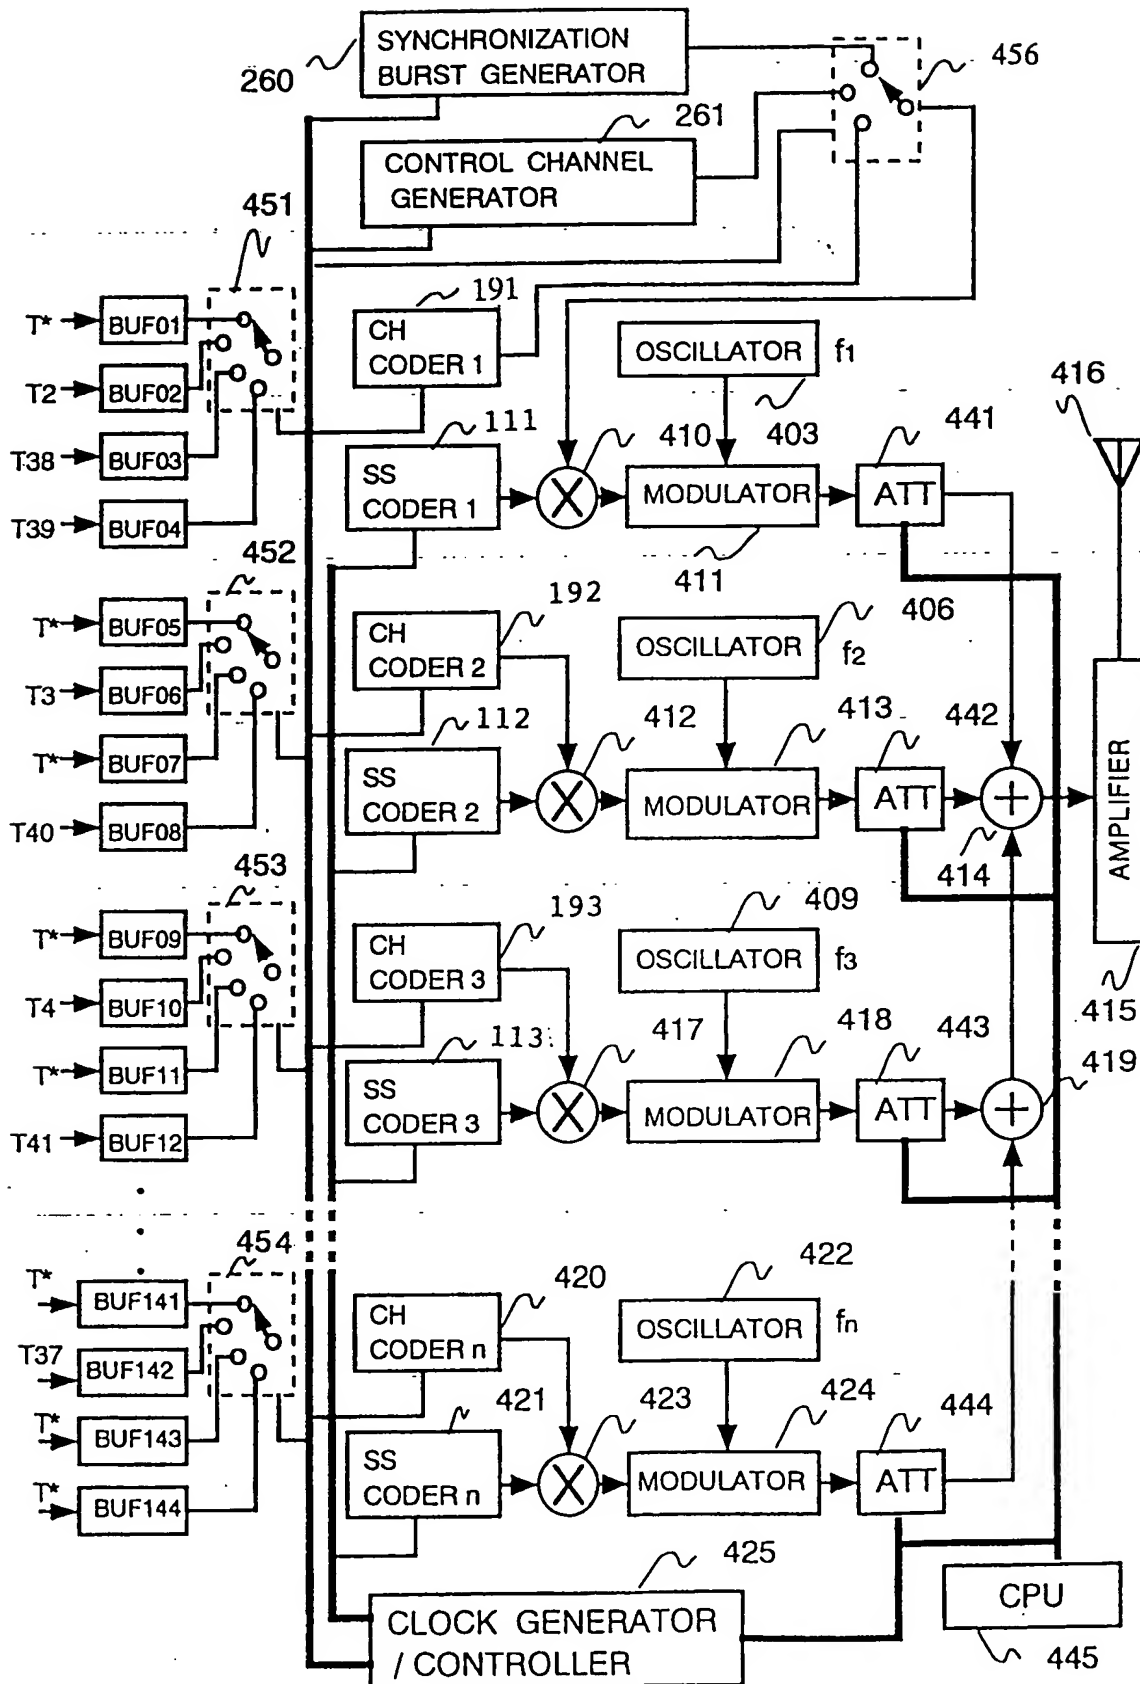 SYNCHRONIZATION
BURST GENERATOR
260
456
261
CONTROL CHANNEL
GENERATOR
451
191
T*
BUF01
CH
CODER 1
OSCILLATOR
f1
T2
BUF02
416
111
410
403
441
T38
BUF03
SS
CODER 1
MODULATOR
ATT
T39
BUF04
411
452
192
406
T*
BUF05
CH
CODER 2
OSCILLATOR
f2
T3
BUF06
112
412
413
442
T*
BUF07
SS
CODER 2
MODULATOR
ATT
AMPLIFIER
T40
BUF08
414
453
193
409
T*
BUF09
CH
CODER 3
OSCILLATOR
f3
T4
BUF10
415
113
417
418
443
419
T*
BUF11
SS
CODER 3
MODULATOR
ATT
T41
BUF12
454
422
420
T*
BUF141
CH
CODER n
OSCILLATOR
fn
T37
BUF142
421
423
424
444
T*
BUF143
SS
CODER n
MODULATOR
ATT
T*
BUF144
425
CLOCK GENERATOR
/ CONTROLLER
CPU
445